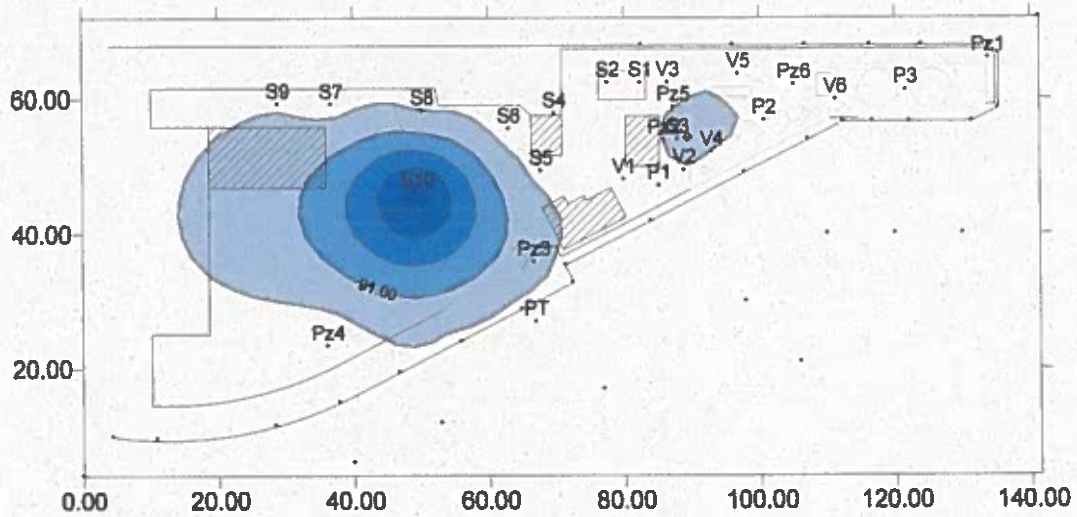 Pz1
S2 S1 V3 V5 Pz6 V6 P3
60.00
S9 S7 S8 S4 S6 Pz5 P2
V4
S5 V1 P1 V2
40.00
Pz3
91.00
PT
Pz4
20.00
0.00 20.00 40.00 60.00 80.00 100.00 120.00 140.00